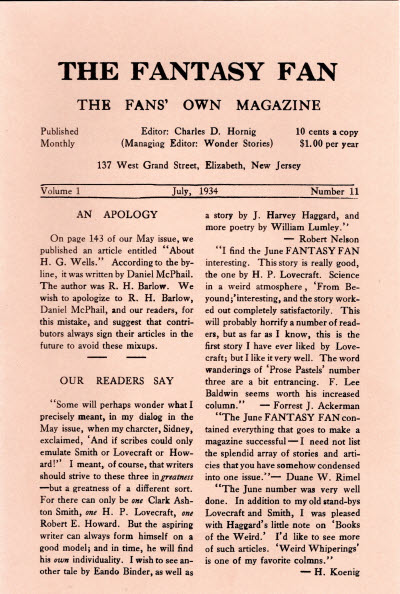 THE FANTASY FAN
THE FANS' OWN MAGAZINE
Published
Monthly
Editor: Charles D. Hornig
(Managing Editor: Wonder Stories)
10 cents a copy
$1.00 per year
137 West Grand Street, Elizabeth, New Jersey
Volume 1
July, 1934
Number 11
AN APOLOGY
On page 143 of our May issue, we
published an article entitled "About
H. G. Wells." According to the by-
line, it was written by Daniel McPhail.
The author was R. H. Barlow. We
wish to apologize to R. H. Barlow,
Daniel McPhail, and our readers, for
this mistake, and suggest that contri-
butors always sign their articles in the
future to avoid these mixups.
OUR READERS SAY
"Some will perhaps wonder what I
precisely meant, in my dialog in the
May issue, when my charcter, Sidney,
exclaimed, 'And if scribes could only
emulate Smith or Lovecraft or How-
ard!' I meant, of course, that writers
should strive to these three in greatness
—but a greatness of a different sort.
For there can only be one Clark Ash-
ton Smith, one H. P. Lovecraft, one
Robert E. Howard. But the aspiring
writer can always form himself on a
good model; and in time, he will find
his own individuality. I wish to see an-
other tale by Eando Binder, as well as
a story by J. Harvey Haggard, and
more poetry by William Lumley."
— Robert Nelson
"I find the June FANTASY FAN
interesting. This story is really good,
the one by H. P. Lovecraft. Science
in a weird atmosphere, 'From Be-
yound;'interesting, and the story work-
ed out completely satisfactorily. This
will probably horrify a number of read-
ers, but as far as I know, this is the
first story I have ever liked by Love-
craft; but I like it very well. The word
wanderings of 'Prose Pastels' number
three are a bit entrancing. F. Lee
Baldwin seems worth his increased
column." — Forrest J. Ackerman
"The June FANTASY FAN con-
tained everything that goes to make a
magazine successful—I need not list
the splendid array of stories and arti-
cies that you have somehow condensed
into one issue."— Duane W. Rimel
"The June number was very well
done. In addition to my old stand-bys
Lovecraft and Smith, I was pleased
with Haggard's little note on 'Books
of the Weird.' I'd like to see more
of such articles. 'Weird Whiperings'
is one of my favorite colmns."
— H. Koenig